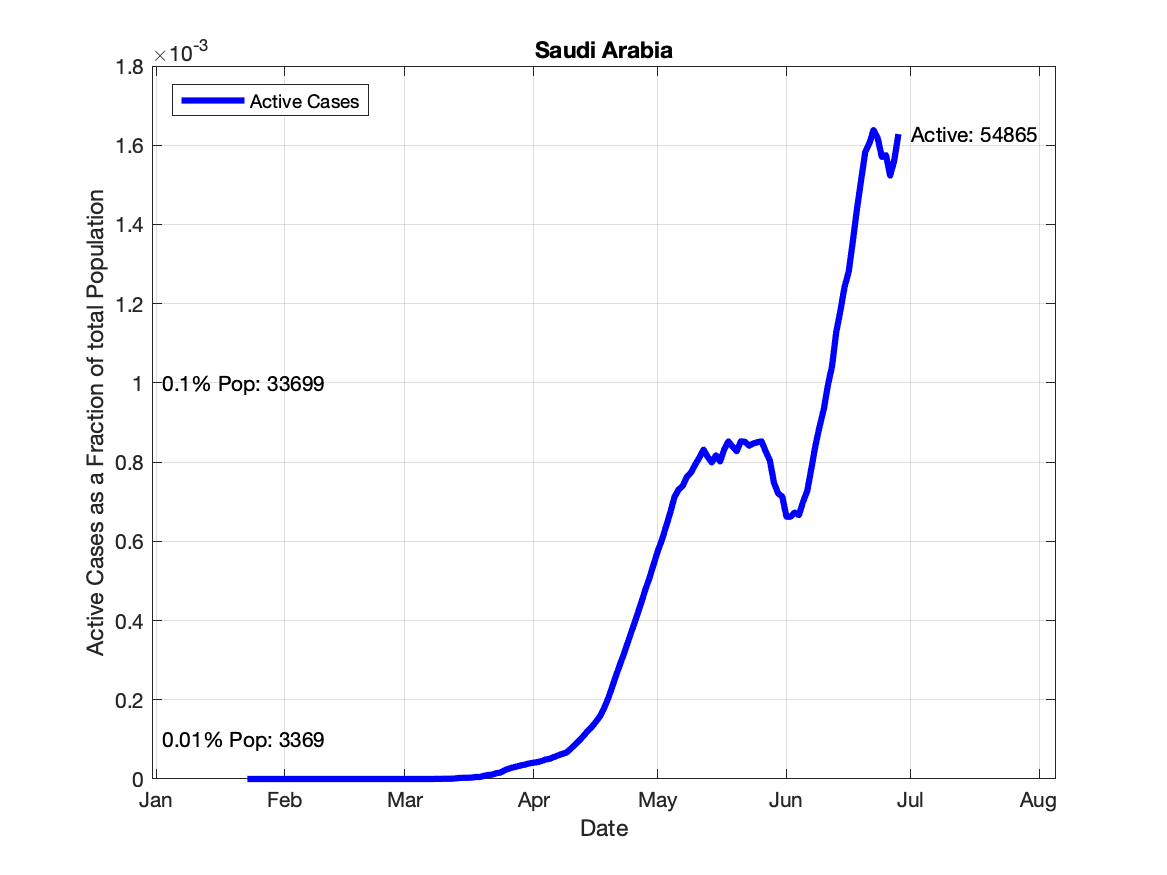 Saudi Arabia
×10-3
1.8
Active Cases
1.6
Active: 54865
1.4
1.2
1
0.1% Pop: 33699
0.8
0.6
0.4
0.2
0.01% Pop: 3369
0
Jan Feb Mar Apr May Jun Jul Aug
Date
Active Cases as a Fraction of total Population